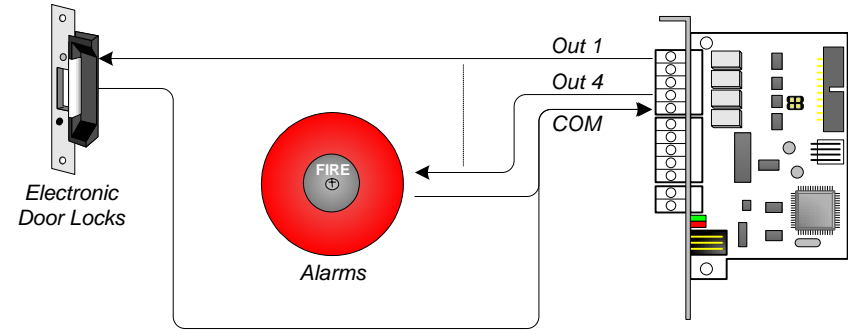 Out 1
Out 4
COM
FIRE
Electronic
Door Locks
Alarms